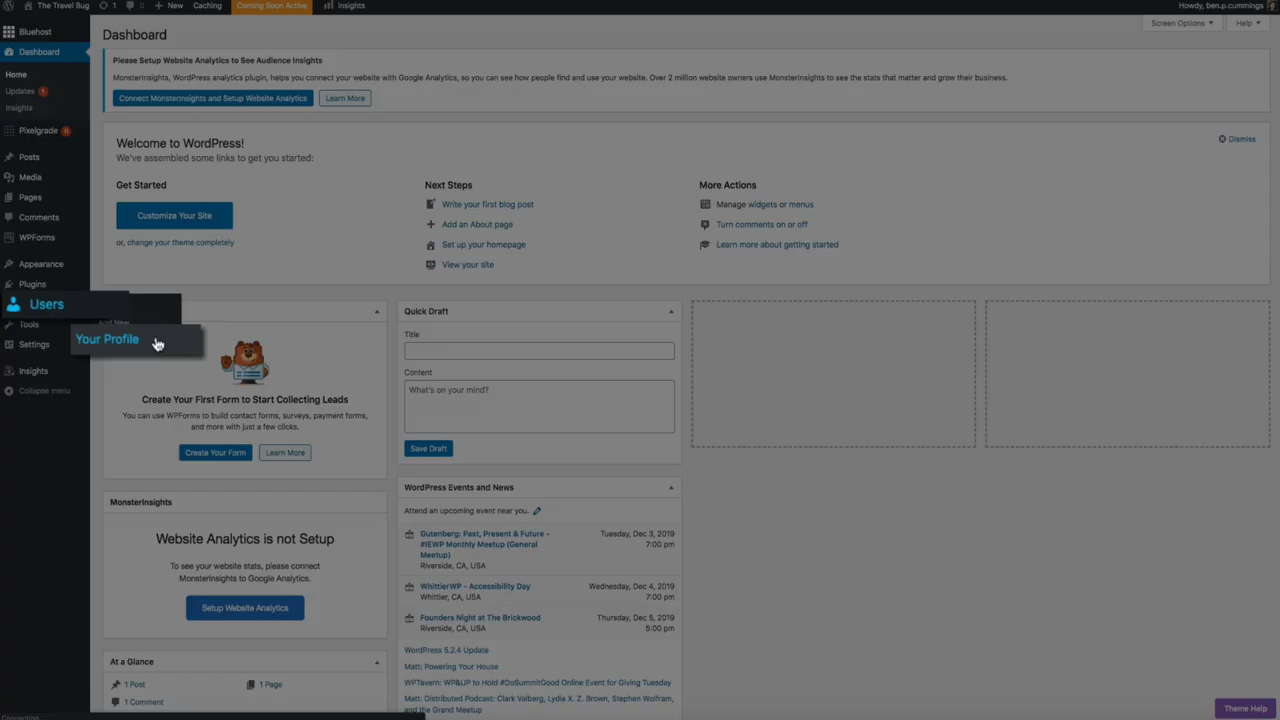 The Travel Bug
1
0
New
Caching
Coming Soon Active
Insights
Howdy, ben.p.cummings
Screen Options
Help
Bluehost
Dashboard
Home
Updates 1
Insights
Pixelgrade 6
Posts
Media
Pages
Comments
WPForms
Appearance
Plugins
Users
Add New
Your Profile
Tools
Settings
Insights
Collapse menu
Dashboard
Please Setup Website Analytics to See Audience Insights
MonsterInsights, WordPress analytics plugin, helps you connect your website with Google Analytics, so you can see how people find and use your website. Over 2 million website owners use MonsterInsights to see the stats that matter and grow their business.
Connect MonsterInsights and Setup Website Analytics
Learn More
Welcome to WordPress!
We've assembled some links to get you started:
Dismiss
Get Started
Customize Your Site
or, change your theme completely
Next Steps
Write your first blog post
Add an About page
Set up your homepage
View your site
More Actions
Manage widgets or menus
Turn comments on or off
Learn more about getting started
Create Your First Form to Start Collecting Leads
You can use WPForms to build contact forms, surveys, payment forms,
and more with just a few clicks.
Create Your Form
Learn More
MonsterInsights
Website Analytics is not Setup
To see your website stats, please connect
MonsterInsights to Google Analytics.
Setup Website Analytics
At a Glance
1 Post
1 Page
1 Comment
Quick Draft
Title
Content
What's on your mind?
Save Draft
WordPress Events and News
Attend an upcoming event near you.
Gutenberg: Past, Present & Future -
#IEWP Monthly Meetup (General
Meetup)
Riverside, CA, USA
Tuesday, Dec 3, 2019
7:00 pm
WhittierWP - Accessibility Day
Whittier, CA, USA
Wednesday, Dec 4, 2019
7:00 pm
Founders Night at The Brickwood
Riverside, CA, USA
Thursday, Dec 5, 2019
5:00 pm
WordPress 5.2.4 Update
Matt: Powering Your House
WPTavern: WP&UP to Hold #DoSummitGood Online Event for Giving Tuesday
Matt: Distributed Podcast: Clark Valberg, Lydia X. Z. Brown, Stephen Wolfram,
and the Grand Meetup
Theme Help